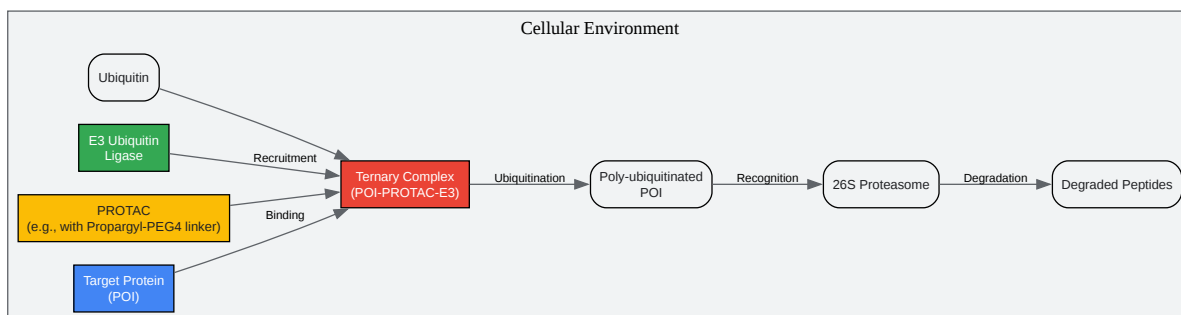 Cellular Environment
Ubiquitin
E3 Ubiquitin
Ligase
Recruitment
PROTAC
(e.g., with Propargyl-PEG4 linker)
Binding
Target Protein
(POI)
Ternary Complex
(POI-PROTAC-E3)
Ubiquitination
Poly-ubiquitinated
POI
Recognition
26S Proteasome
Degradation
Degraded Peptides